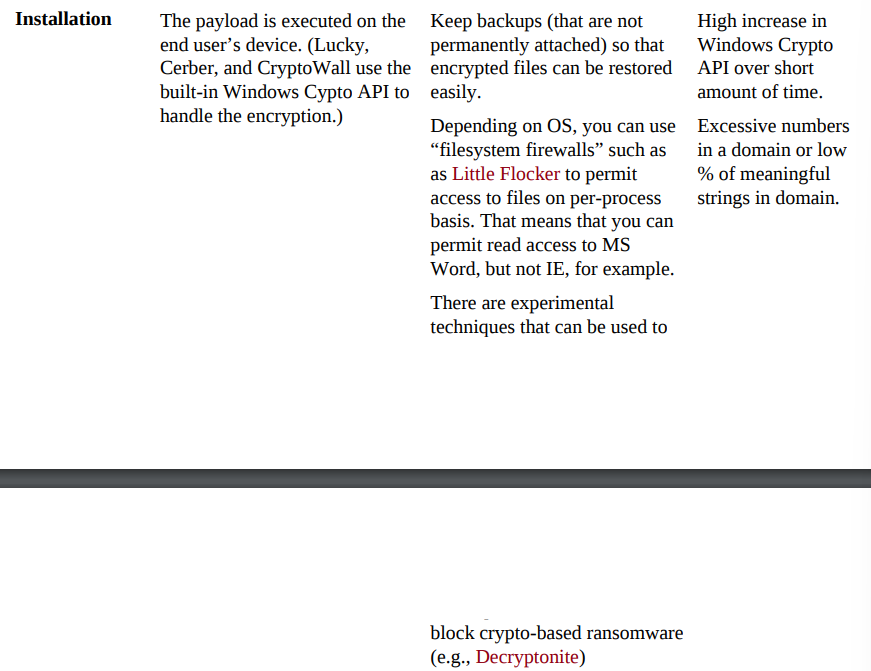 Installation
The payload is executed on the
end user’s device. (Lucky,
Cerber, and CryptoWall use the
built-in Windows Cypto API to
handle the encryption.)
Keep backups (that are not
permanently attached) so that
encrypted files can be restored
easily.
Depending on OS, you can use
“filesystem firewalls” such as
as Little Flocker to permit
access to files on per-process
basis. That means that you can
permit read access to MS
Word, but not IE, for example.
There are experimental
techniques that can be used to
block crypto-based ransomware
(e.g., Decryptonite)
High increase in
Windows Crypto
API over short
amount of time.
Excessive numbers
in a domain or low
% of meaningful
strings in domain.